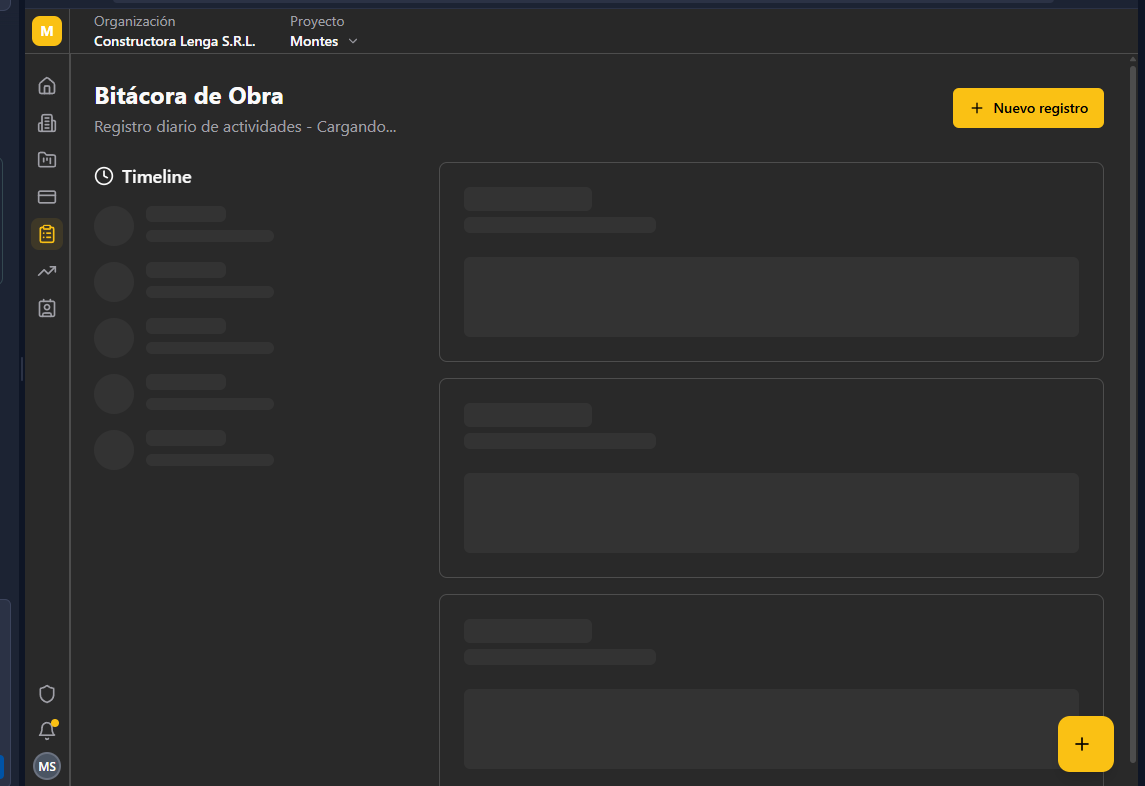 M
Organización
Constructora Lenga S.R.L.
Proyecto
Montes
Bitácora de Obra
Registro diario de actividades - Cargando...
Nuevo registro
Timeline
MS